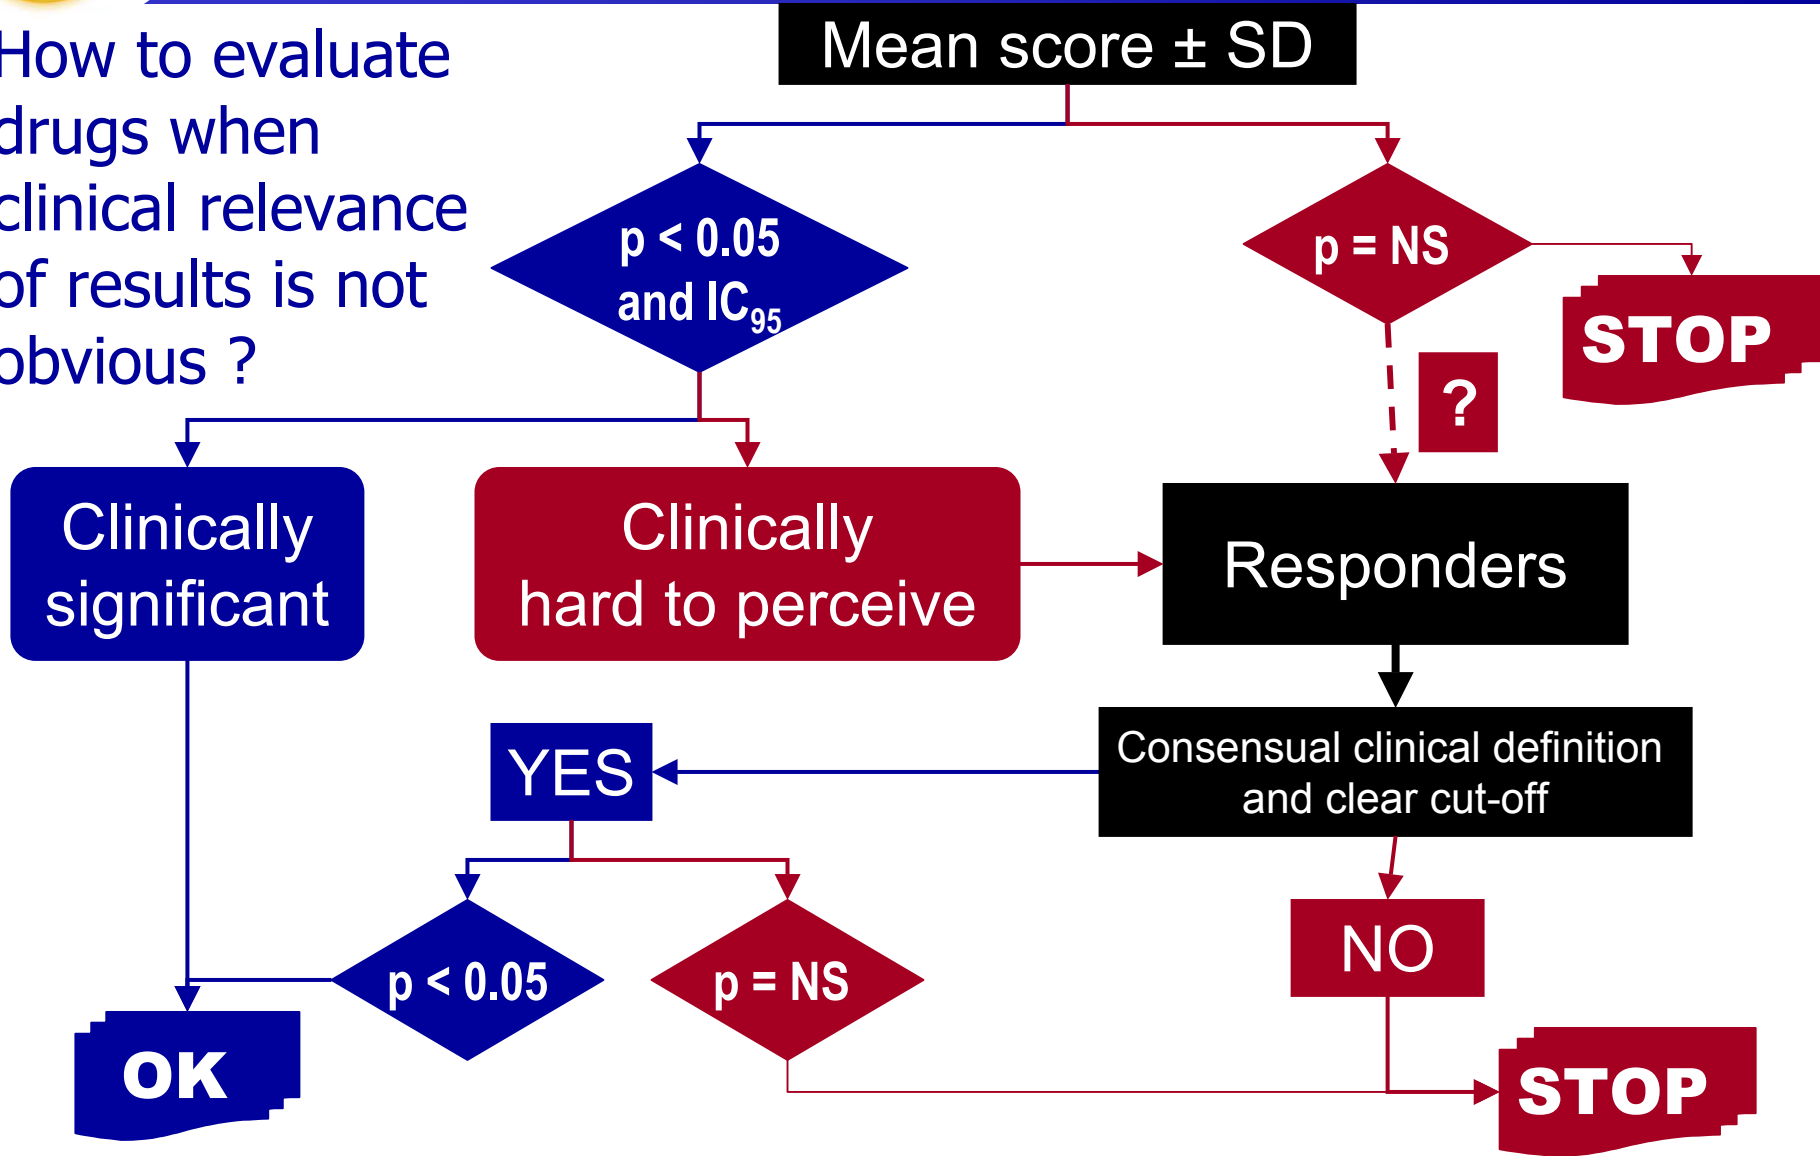 How to evaluate
drugs when
clinical relevance
of results is not
obvious ?
Mean score ± SD
p < 0.05
and IC95
p = NS
STOP
?
Clinically
significant
Clinically
hard to perceive
Responders
Consensual clinical definition
and clear cut-off
YES
NO
p < 0.05
p = NS
OK
STOP